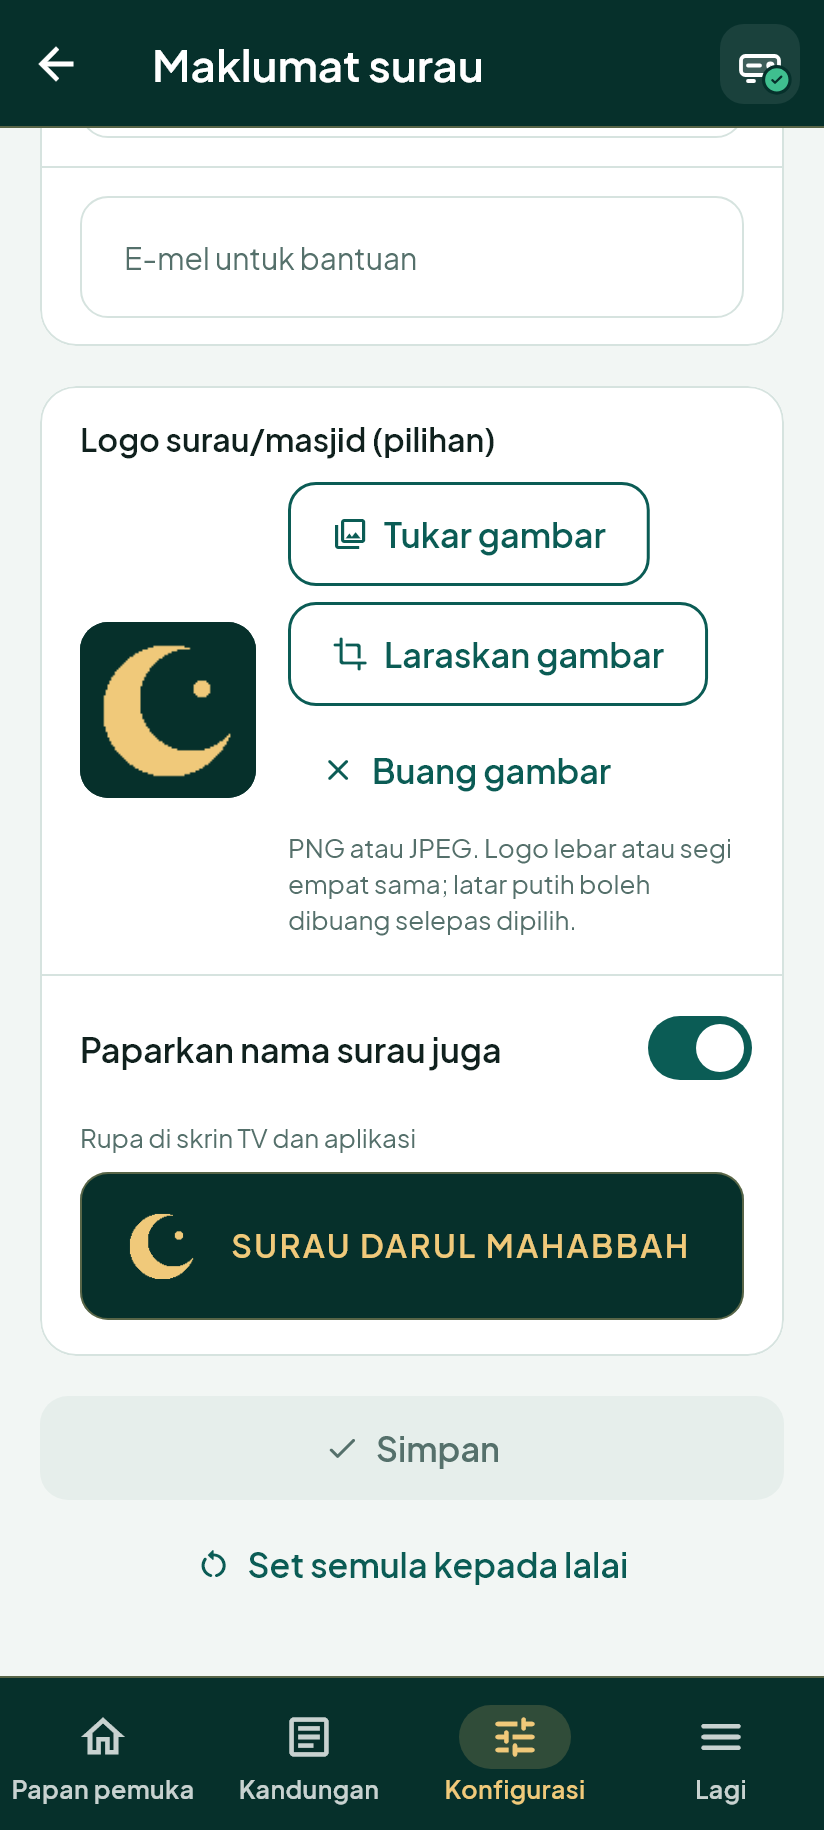 Maklumat surau
E-mel untuk bantuan
Logo surau/masjid (pilihan)
Tukar gambar
Laraskan gambar
Buang gambar
PNG atau JPEG. Logo lebar atau segi
empat sama; latar putih boleh
dibuang selepas dipilih.
Paparkan nama surau juga
Rupa di skrin TV dan aplikasi
SURAU DARUL MAHABBAH
Simpan
Set semula kepada lalai
Papan pemuka
Kandungan
Konfigurasi
Lagi